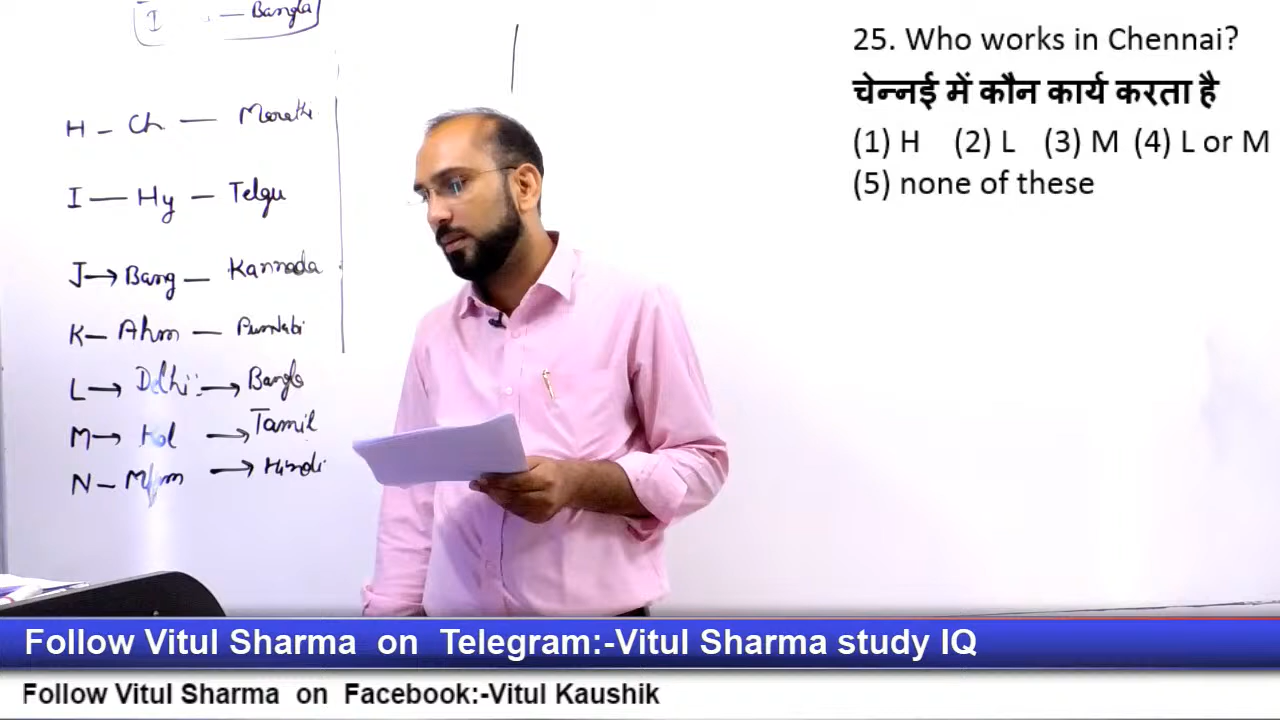 I — Bangla
H – Ch — Marathi
I — Hy — Telgu
J → Bang — Kannada
K – Ahm — Punjabi
L → Delhi → Bangla
M → Kol → Tamil
N – Mum → Hindi
25. Who works in Chennai?
चेन्नई में कौन कार्य करता है
(1) H (2) L (3) M (4) L or M
(5) none of these
Follow Vitul Sharma on Telegram:-Vitul Sharma study IQ
Follow Vitul Sharma on Facebook:-Vitul Kaushik